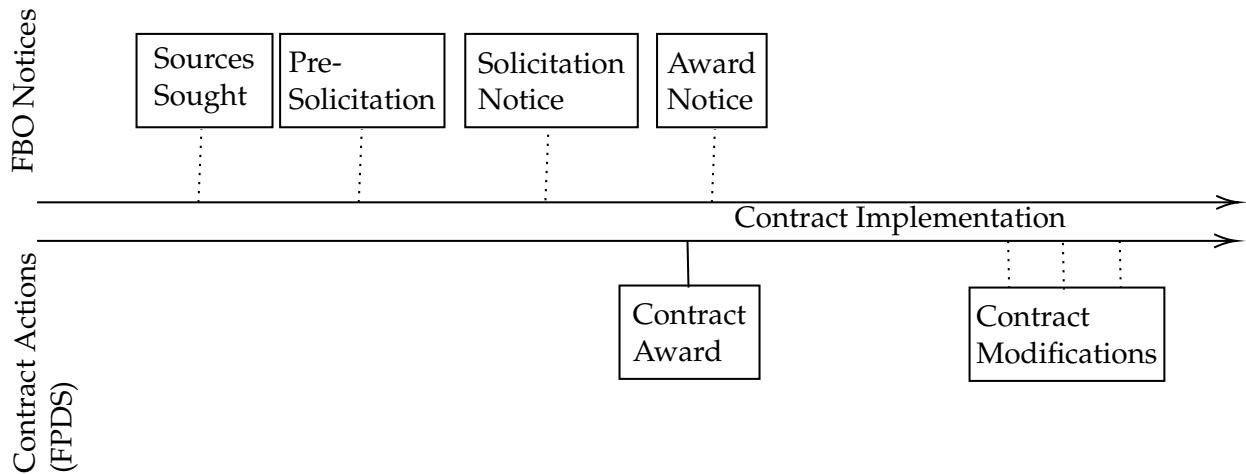 FBO Notices
Sources
Sought
Pre-
Solicitation
Solicitation
Notice
Award
Notice
Contract Implementation
Contract Actions
(FPDS)
Contract
Award
Contract
Modifications